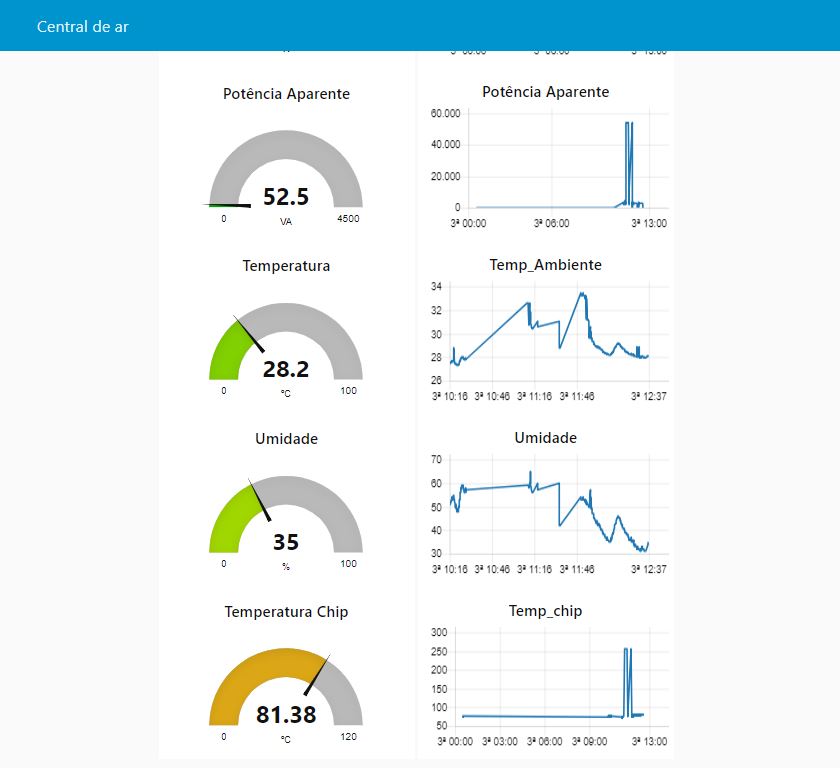 Central de ar
Potência Aparente
52.5
0
VA
4500
Potência Aparente
60.000
40.000
20.000
0
3ª 00:00
3ª 06:00
3ª 13:00
Temperatura
28.2
0
°C
100
Temp_Ambiente
34
32
30
28
26
3ª 10:16
3ª 10:46
3ª 11:16
3ª 11:46
3ª 12:37
Umidade
35
0
%
100
Umidade
70
60
50
40
30
3ª 10:16
3ª 10:46
3ª 11:16
3ª 11:46
3ª 12:37
Temperatura Chip
81.38
0
°C
120
Temp_chip
300
250
200
150
100
50
3ª 00:00
3ª 03:00
3ª 06:00
3ª 09:00
3ª 13:00